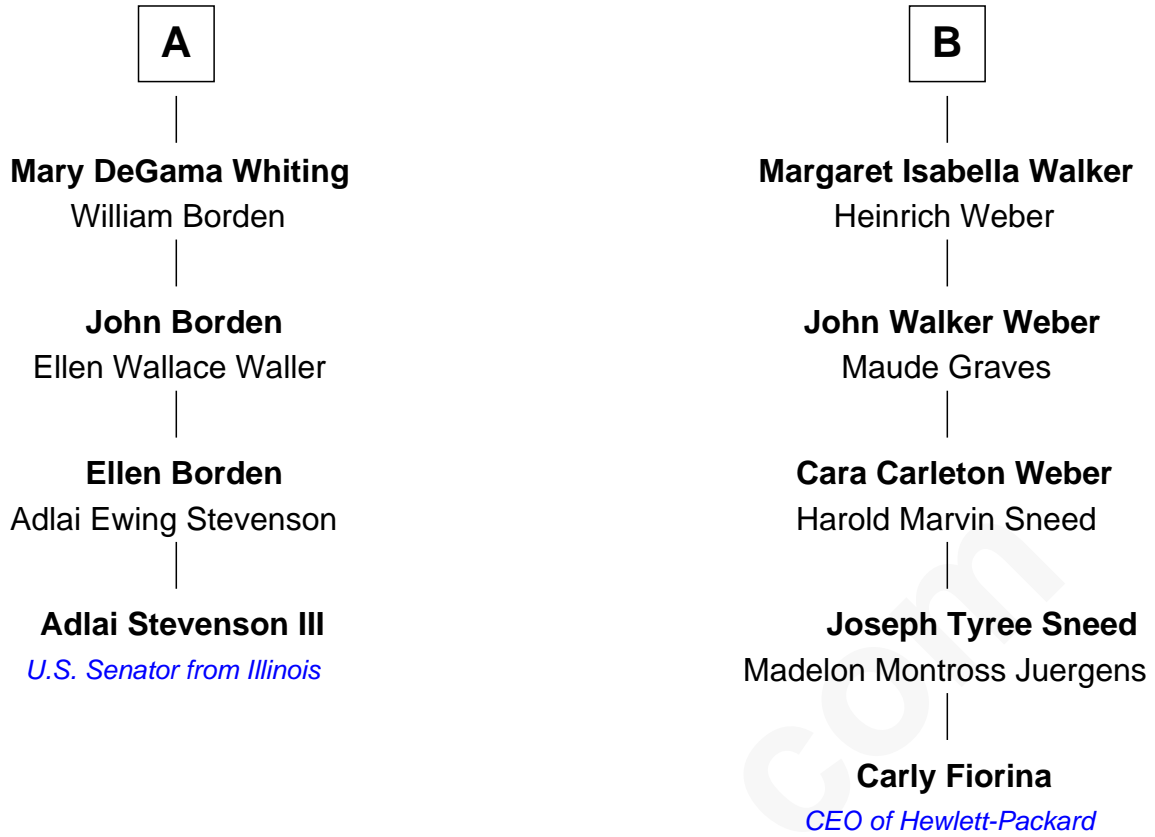 A
Mary DeGama Whiting
William Borden
John Borden
Ellen Wallace Waller
Ellen Borden
Adlai Ewing Stevenson
Adlai Stevenson III
U.S. Senator from Illinois
B
Margaret Isabella Walker
Heinrich Weber
John Walker Weber
Maude Graves
Cara Carleton Weber
Harold Marvin Sneed
Joseph Tyree Sneed
Madelon Montross Juergens
Carly Fiorina
CEO of Hewlett-Packard
com